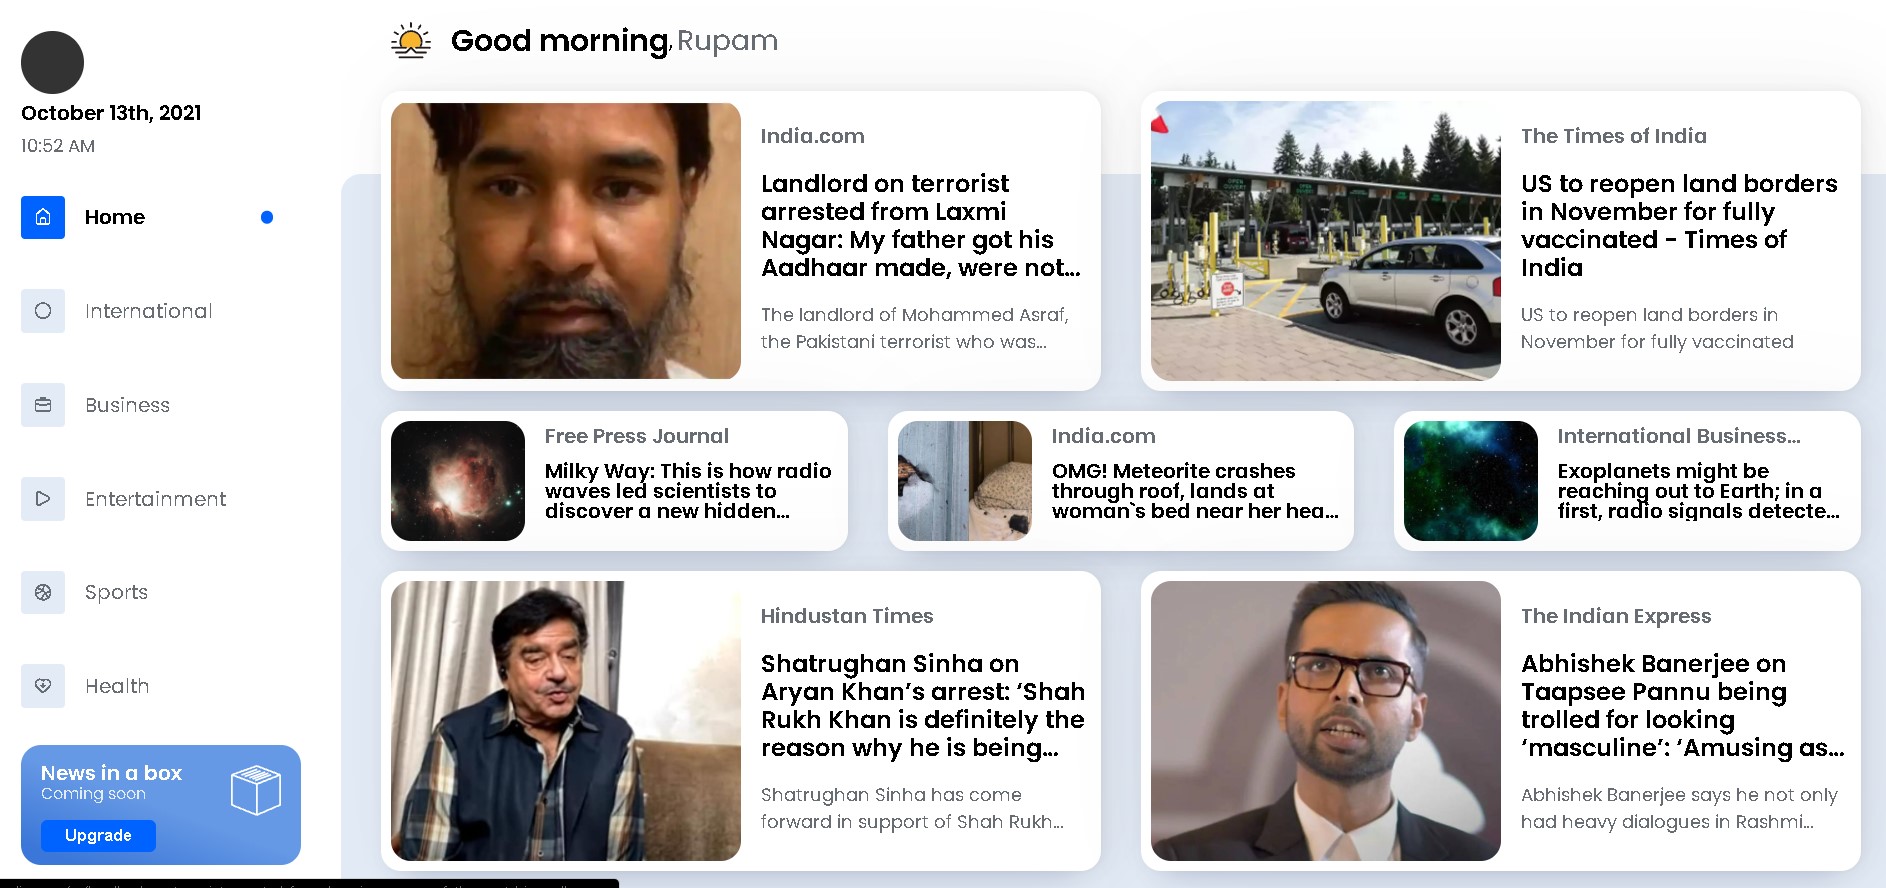 Good morning, Rupam
October 13th, 2021
10:52 AM
Home
International
Business
Entertainment
Sports
Health
News in a box
Coming soon
Upgrade
India.com
Landlord on terrorist
arrested from Laxmi
Nagar: My father got his
Aadhaar made, were not...
The landlord of Mohammed Asraf,
the Pakistani terrorist who was...
The Times of India
US to reopen land borders
in November for fully
vaccinated - Times of
India
US to reopen land borders in
November for fully vaccinated
Free Press Journal
Milky Way: This is how radio
waves led scientists to
discover a new hidden...
India.com
OMG! Meteorite crashes
through roof, lands at
woman`s bed near her hea...
International Business...
Exoplanets might be
reaching out to Earth; in a
first, radio signals detecte...
Hindustan Times
Shatrughan Sinha on
Aryan Khan’s arrest: ‘Shah
Rukh Khan is definitely the
reason why he is being...
Shatrughan Sinha has come
forward in support of Shah Rukh...
The Indian Express
Abhishek Banerjee on
Taapsee Pannu being
trolled for looking
‘masculine’: ‘Amusing as...
Abhishek Banerjee says he not only
had heavy dialogues in Rashmi...